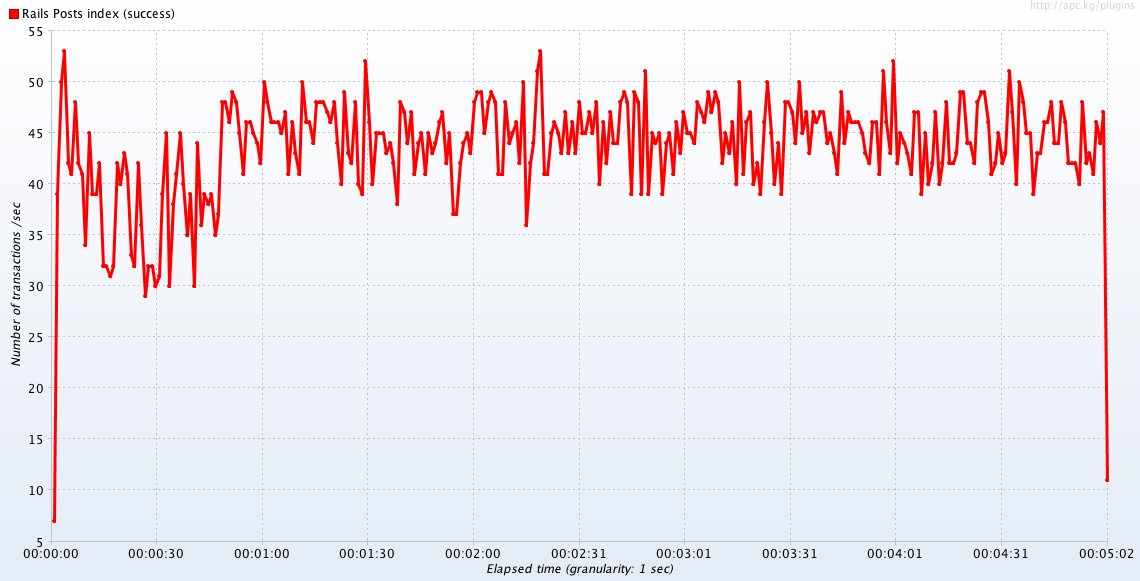 http://apc.kg/plugins
Rails Posts index (success)
55
50
45
40
35
30
25
20
15
10
5
Number of transactions /sec
00:00:00 00:00:30 00:01:00 00:01:30 00:02:00 00:02:31 00:03:01 00:03:31 00:04:01 00:04:31 00:05:02
Elapsed time (granularity: 1 sec)